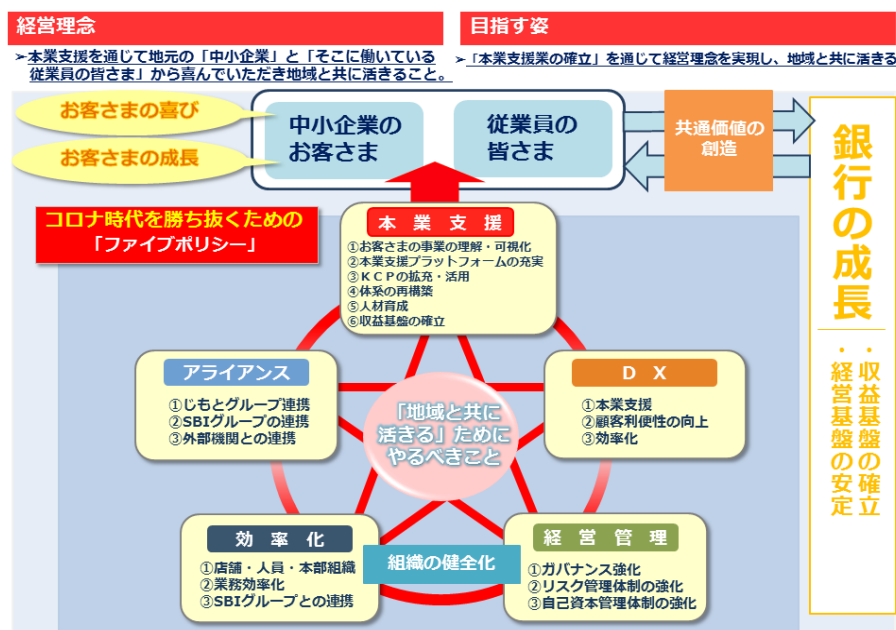 経営理念
➢本業支援を通じて地元の「中小企業」と「そこに働いている
従業員の皆さま」から喜んでいただき地域と共に活きること。
目指す姿
➢「本業支援業の確立」を通じて経営理念を実現し、地域と共に活きる
お客さまの喜び
お客さまの成長
中小企業の
お客さま
従業員の
皆さま
共通価値の
創造
銀行の成長
・収益基盤の確立
・経営基盤の安定
コロナ時代を勝ち抜くための
「ファイブポリシー」
本業支援
①お客さまの事業の理解・可視化
②本業支援プラットフォームの充実
③KCPの拡充・活用
④体系の再構築
⑤人材育成
⑥収益基盤の確立
アライアンス
①じもとグループ連携
②SBIグループの連携
③外部機関との連携
DX
①本業支援
②顧客利便性の向上
③効率化
「地域と共に
活きる」ために
やるべきこと
効率化
①店舗・人員・本部組織
②業務効率化
③SBIグループとの連携
組織の健全化
経営管理
①ガバナンス強化
②リスク管理体制の強化
③自己資本管理体制の強化